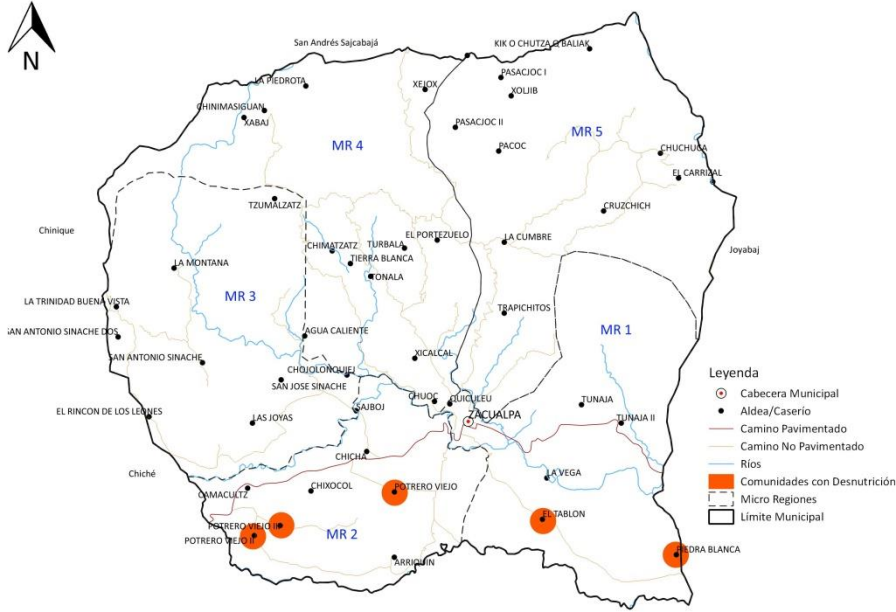 San Andrés Sajcabajá
KIK O CHUTZA O BALIAK
LA PIEDROTA
XEJOX
PASACJOC I
XOLJIB
CHINIMASIGUAN
XABAJ
PASACJOC II
MR 4
MR 5
PACOC
CHUCHUCA
EL CARRIZAL
TZUMALZATZ
CRUZCHICH
Chinique
CHIMATZATZ
TURBALA
EL PORTEZUELO
LA CUMBRE
Joyabaj
LA MONTANA
TIERRA BLANCA
TONALA
MR 3
LA TRINIDAD BUENA VISTA
TRAPICHITOS
MR 1
SAN ANTONIO SINACHE DOS
AGUA CALIENTE
SAN ANTONIO SINACHE
XICALCAL
CHOJOLONQUIEJ
SAN JOSE SINACHE
EL RINCON DE LOS LEONES
LAS JOYAS
SAJBOJ
CHUOC
QUICULEU
ZACUALPA
TUNAJA
TUNAJA II
CHICHA
Chiché
CAMACULTZ
CHIXOCOL
POTRERO VIEJO
LA VEGA
POTRERO VIEJO III
POTRERO VIEJO II
MR 2
EL TABLON
ARRIQUIN
PIEDRA BLANCA
N
Leyenda
Cabecera Municipal
Aldea/Caserío
Camino Pavimentado
Camino No Pavimentado
Ríos
Comunidades con Desnutrición
Micro Regiones
Límite Municipal